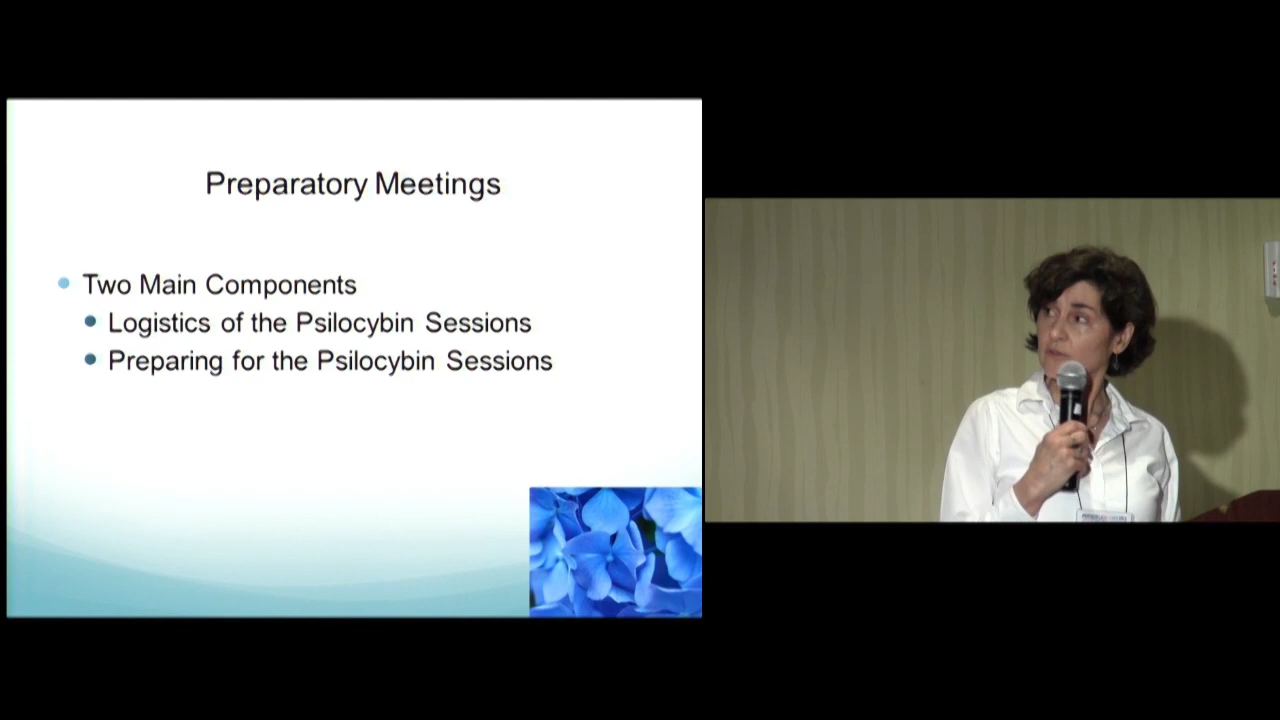 Preparatory Meetings
Two Main Components
Logistics of the Psilocybin Sessions
Preparing for the Psilocybin Sessions